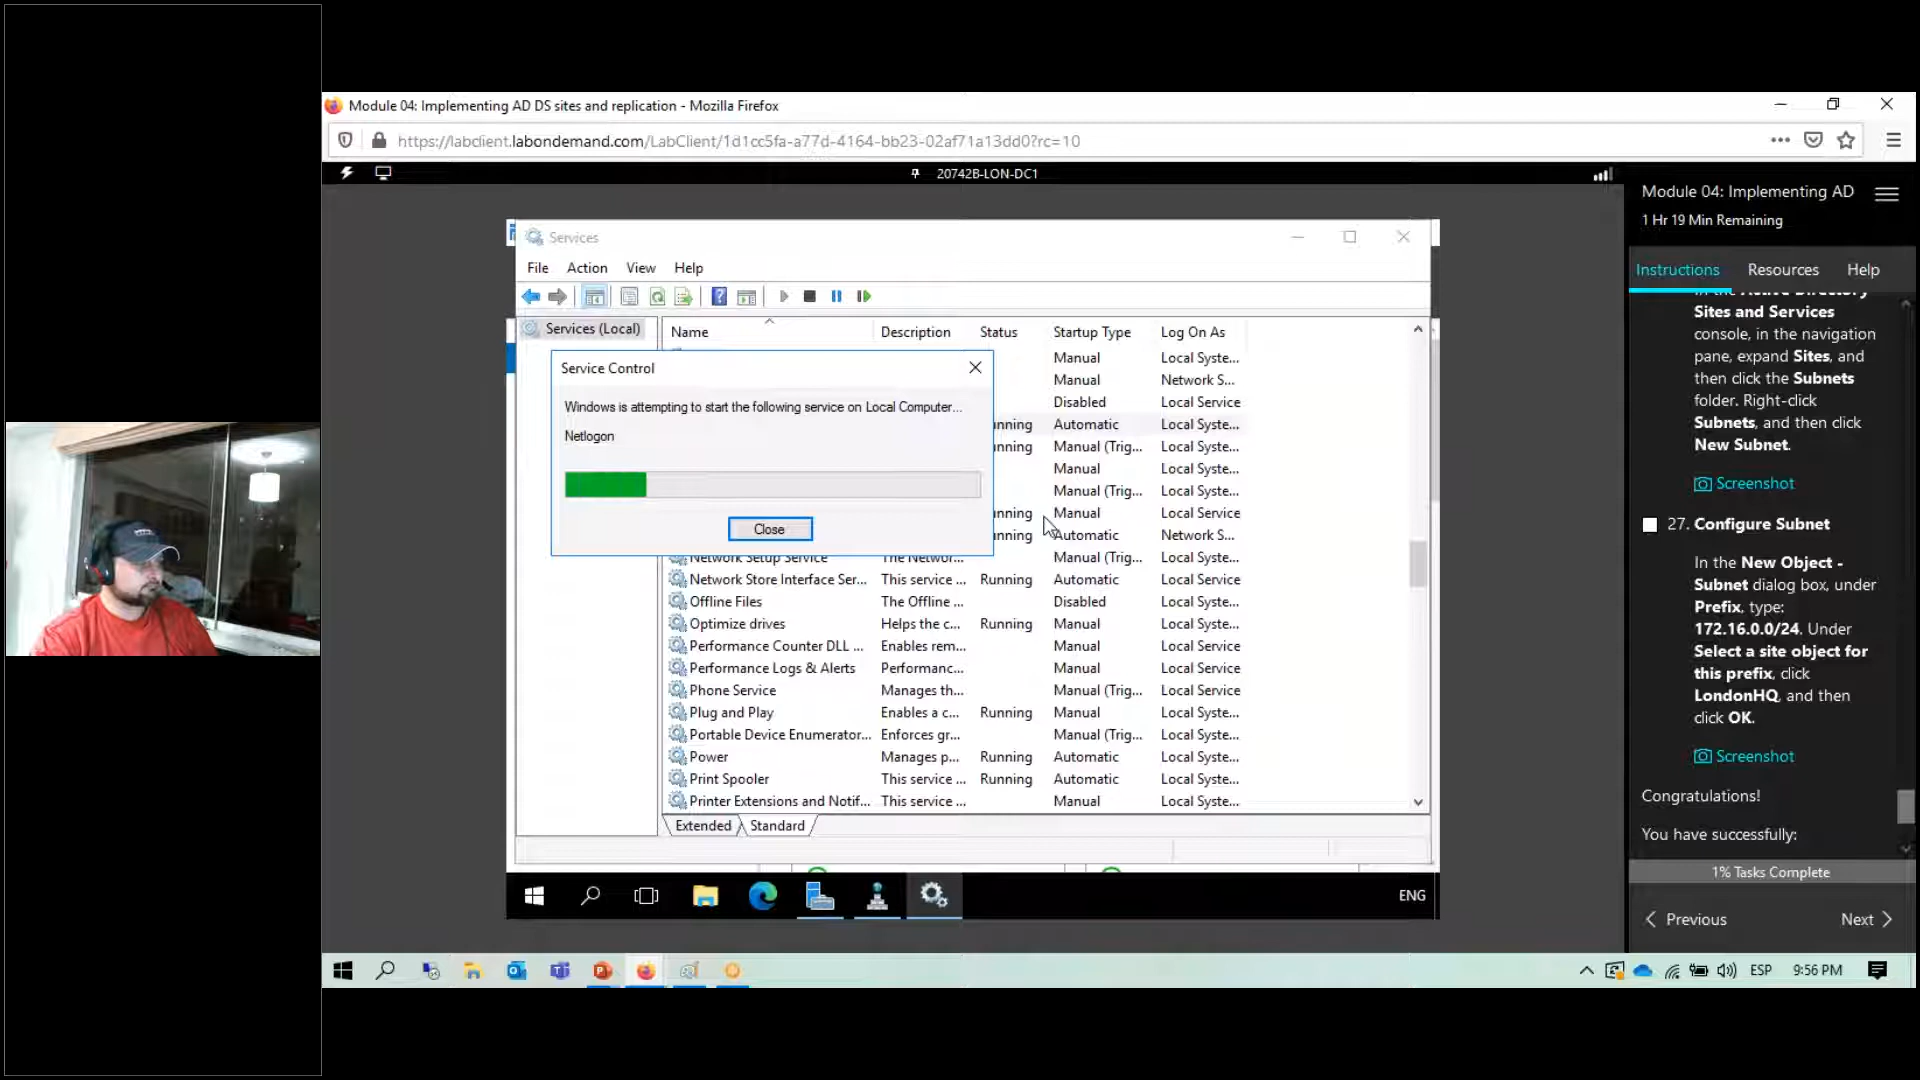 Module 04: Implementing AD DS sites and replication - Mozilla Firefox
https://labclient.labondemand.com/LabClient/1d1cc5fa-a77d-4164-bb23-02af71a13dd0?rc=10
20742B-LON-DC1
Services
File Action View Help
Services (Local)
Name Description Status Startup Type Log On As
Manual Local Syste...
Manual Network S...
Disabled Local Service
nning Automatic Local Syste...
nning Manual (Trig... Local Syste...
Manual Local Syste...
Manual (Trig... Local Syste...
nning Manual Local Service
nning Automatic Network S...
Network Setup Service The Networ... Manual (Trig... Local Syste...
Network Store Interface Ser... This service ... Running Automatic Local Service
Offline Files The Offline ... Disabled Local Syste...
Optimize drives Helps the c... Running Manual Local Syste...
Performance Counter DLL ... Enables rem... Manual Local Service
Performance Logs & Alerts Performanc... Manual Local Service
Phone Service Manages th... Manual (Trig... Local Service
Plug and Play Enables a c... Running Manual Local Syste...
Portable Device Enumerator... Enforces gr... Manual (Trig... Local Syste...
Power Manages p... Running Automatic Local Syste...
Print Spooler This service ... Running Automatic Local Syste...
Printer Extensions and Notif... This service ... Manual Local Syste...
Extended Standard
Service Control
Windows is attempting to start the following service on Local Computer...
Netlogon
Close
ENG
Module 04: Implementing AD
1 Hr 19 Min Remaining
Instructions Resources Help
Sites and Services
console, in the navigation
pane, expand Sites, and
then click the Subnets
folder. Right-click
Subnets, and then click
New Subnet.
Screenshot
27. Configure Subnet
In the New Object -
Subnet dialog box, under
Prefix, type:
172.16.0.0/24. Under
Select a site object for
this prefix, click
LondonHQ, and then
click OK.
Screenshot
Congratulations!
You have successfully:
1% Tasks Complete
Previous Next
ESP 9:56 PM